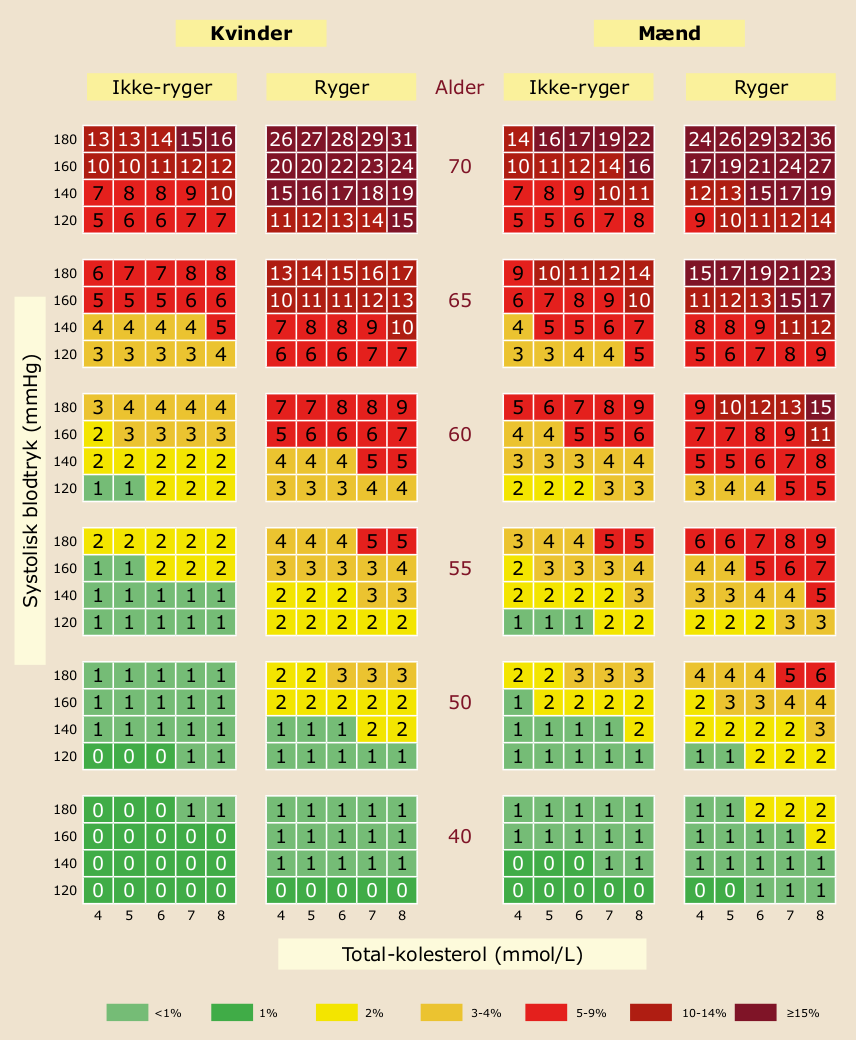 Kvinder Mænd
Ikke-ryger Ryger Alder Ikke-ryger Ryger
180 13 13 14 15 16 26 27 28 29 31 14 16 17 19 22 24 26 29 32 36
160 10 10 11 12 12 20 20 22 23 24 70 10 11 12 14 16 17 19 21 24 27
140 7 8 8 9 10 15 16 17 18 19 7 8 9 10 11 12 13 15 17 19
120 5 6 6 7 7 11 12 13 14 15 5 5 6 7 8 9 10 11 12 14
180 6 7 7 8 8 13 14 15 16 17 9 10 11 12 14 15 17 19 21 23
160 5 5 5 6 6 10 11 11 12 13 65 6 7 8 9 10 11 12 13 15 17
140 4 4 4 4 5 7 8 8 9 10 4 5 5 6 7 8 8 9 11 12
120 3 3 3 3 4 6 6 6 7 7 3 3 4 4 5 5 6 7 8 9
180 3 4 4 4 4 7 7 8 8 9 5 6 7 8 9 9 10 12 13 15
160 2 3 3 3 3 5 6 6 6 7 60 4 4 5 5 6 7 7 8 9 11
140 2 2 2 2 2 4 4 4 5 5 3 3 3 4 4 5 5 6 7 8
120 1 1 2 2 2 3 3 3 4 4 2 2 2 3 3 3 4 4 5 5
180 2 2 2 2 2 4 4 4 5 5 3 4 4 5 5 6 6 7 8 9
160 1 1 2 2 2 3 3 3 3 4 55 2 3 3 3 4 4 4 5 6 7
140 1 1 1 1 1 2 2 2 3 3 2 2 2 2 3 3 3 4 4 5
120 1 1 1 1 1 2 2 2 2 2 1 1 1 2 2 2 2 2 3 3
180 1 1 1 1 1 2 2 3 3 3 2 2 3 3 3 4 4 4 5 6
160 1 1 1 1 1 2 2 2 2 2 50 1 2 2 2 2 2 3 3 4 4
140 1 1 1 1 1 1 1 1 2 2 1 1 1 1 2 2 2 2 2 3
120 0 0 0 1 1 1 1 1 1 1 1 1 1 1 1 1 1 2 2 2
180 0 0 0 1 1 1 1 1 1 1 1 1 1 1 1 1 1 2 2 2
160 0 0 0 0 0 1 1 1 1 1 40 1 1 1 1 1 1 1 1 1 2
140 0 0 0 0 0 1 1 1 1 1 0 0 0 1 1 1 1 1 1 1
120 0 0 0 0 0 0 0 0 0 0 0 0 0 0 0 0 0 1 1 1
4 5 6 7 8 4 5 6 7 8 4 5 6 7 8 4 5 6 7 8
Systolisk blodtryk (mmHg)
Total-kolesterol (mmol/L)
<1% 1% 2% 3-4% 5-9% 10-14% ≥15%